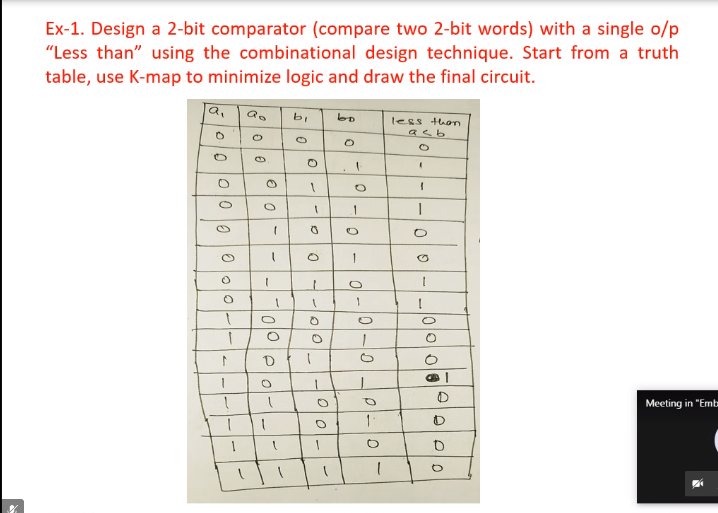 Ex-1. Design a 2-bit comparator (compare two 2-bit words) with a single o/p
“Less than” using the combinational design technique. Start from a truth
table, use K-map to minimize logic and draw the final circuit.
a₁ a₀ b₁ b₀ less than
a < b
0 0 0 0 0
0 0 0 1 1
0 0 1 0 1
0 0 1 1 1
0 1 0 0 0
0 1 0 1 0
0 1 1 0 1
0 1 1 1 1
1 0 0 0 0
1 0 0 1 0
1 0 1 0 0
1 0 1 1 1
1 1 0 0 0
1 1 0 1 0
1 1 1 0 0
1 1 1 1 0
Meeting in "Emb